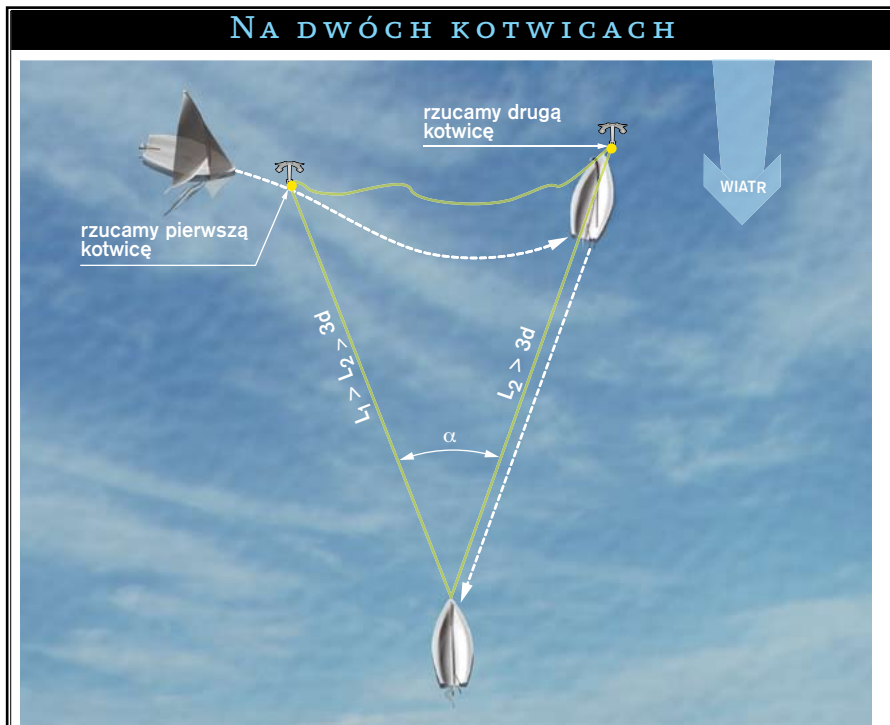 NA DWÓCH KOTWICACH
rzucamy drugą
kotwicę
WIATR
rzucamy pierwszą
kotwicę
L1 > L2 > 3d
L2 > 3d
α